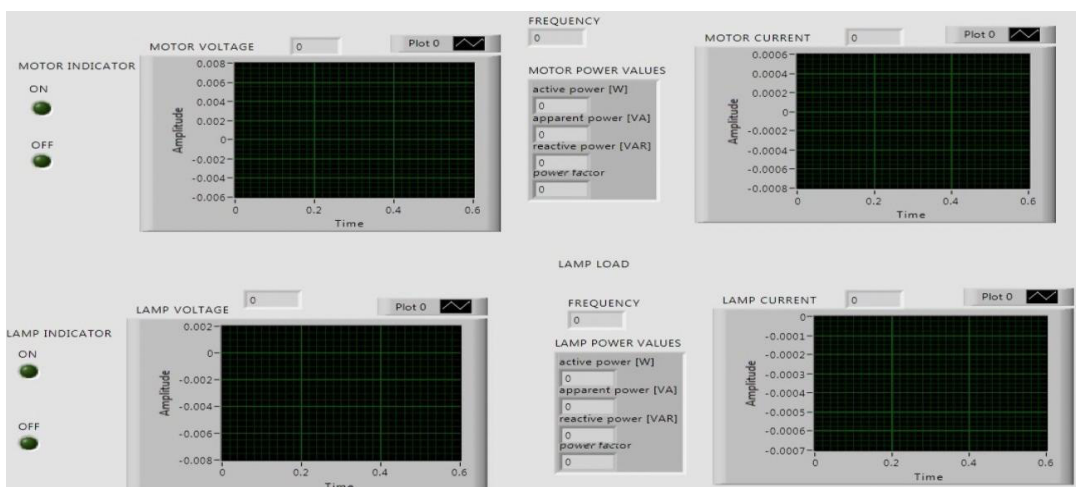 FREQUENCY
0
MOTOR VOLTAGE 0 Plot 0
MOTOR CURRENT 0 Plot 0
MOTOR INDICATOR
ON
OFF
0.008
0.006
0.004
0.002
0
-0.002
-0.004
-0.006
Amplitude
0 0.2 0.4 0.6
Time
MOTOR POWER VALUES
active power [W]
0
apparent power [VA]
0
reactive power [VAR]
0
power factor
0
0.0006
0.0004
0.0002
0
-0.0002
-0.0004
-0.0006
-0.0008
Amplitude
0 0.2 0.4 0.6
Time
LAMP LOAD
LAMP VOLTAGE 0 Plot 0
FREQUENCY
0
LAMP CURRENT 0 Plot 0
LAMP INDICATOR
ON
OFF
0.002
0
-0.002
-0.004
-0.006
-0.008
Amplitude
0 0.2 0.4 0.6
Time
LAMP POWER VALUES
active power [W]
0
apparent power [VA]
0
reactive power [VAR]
0
power factor
0
0
-0.0001
-0.0002
-0.0003
-0.0004
-0.0005
-0.0006
-0.0007
Amplitude
0 0.2 0.4 0.6
Time